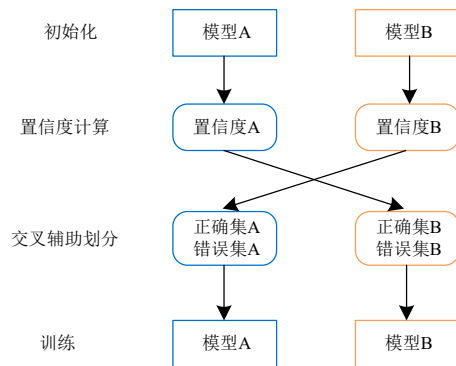 初始化
模型A
模型B
置信度计算
置信度A
置信度B
交叉辅助划分
正确集A
错误集A
正确集B
错误集B
训练
模型A
模型B